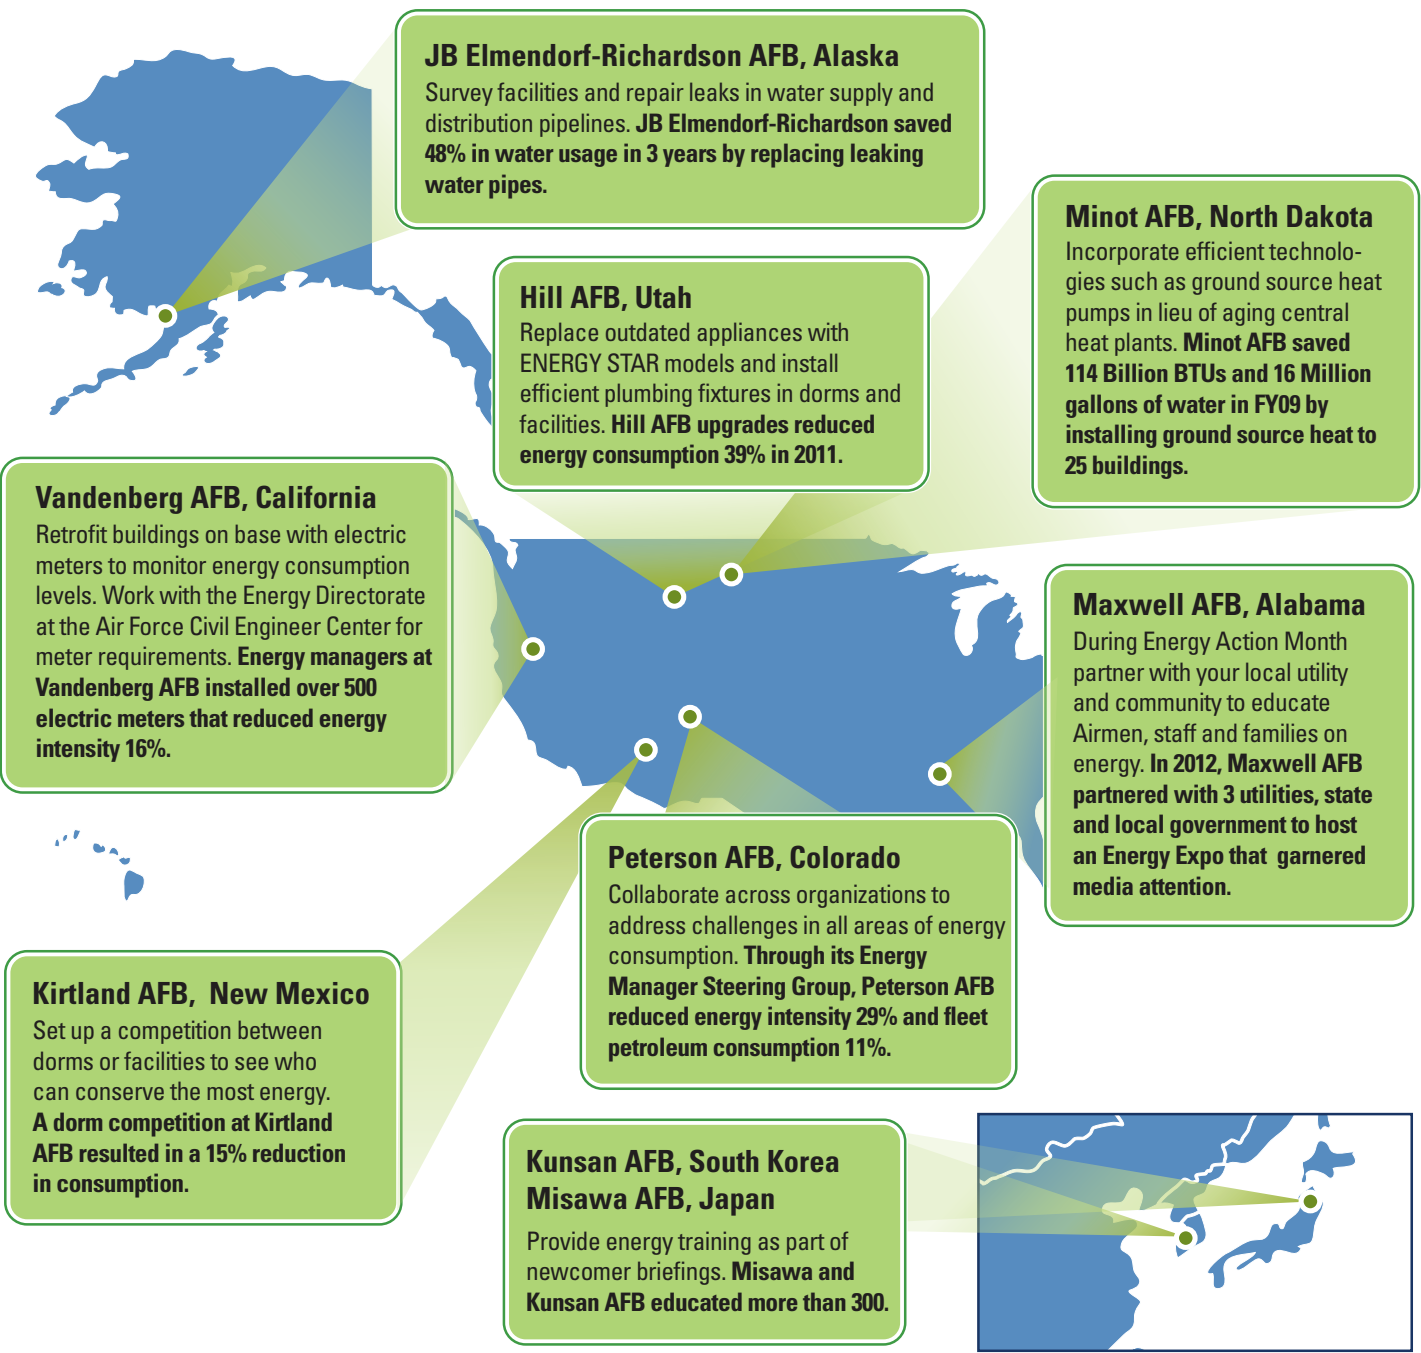 JB Elmendorf-Richardson AFB, Alaska
Survey facilities and repair leaks in water supply and
distribution pipelines. JB Elmendorf-Richardson saved
48% in water usage in 3 years by replacing leaking
water pipes.
Minot AFB, North Dakota
Incorporate efficient technolo-
gies such as ground source heat
pumps in lieu of aging central
heat plants. Minot AFB saved
114 Billion BTUs and 16 Million
gallons of water in FY09 by
installing ground source heat to
25 buildings.
Hill AFB, Utah
Replace outdated appliances with
ENERGY STAR models and install
efficient plumbing fixtures in dorms and
facilities. Hill AFB upgrades reduced
energy consumption 39% in 2011.
Vandenberg AFB, California
Retrofit buildings on base with electric
meters to monitor energy consumption
levels. Work with the Energy Directorate
at the Air Force Civil Engineer Center for
meter requirements. Energy managers at
Vandenberg AFB installed over 500
electric meters that reduced energy
intensity 16%.
Maxwell AFB, Alabama
During Energy Action Month
partner with your local utility
and community to educate
Airmen, staff and families on
energy. In 2012, Maxwell AFB
partnered with 3 utilities, state
and local government to host
an Energy Expo that garnered
media attention.
Peterson AFB, Colorado
Collaborate across organizations to
address challenges in all areas of energy
consumption. Through its Energy
Manager Steering Group, Peterson AFB
reduced energy intensity 29% and fleet
petroleum consumption 11%.
Kirtland AFB, New Mexico
Set up a competition between
dorms or facilities to see who
can conserve the most energy.
A dorm competition at Kirtland
AFB resulted in a 15% reduction
in consumption.
Kunsan AFB, South Korea
Misawa AFB, Japan
Provide energy training as part of
newcomer briefings. Misawa and
Kunsan AFB educated more than 300.